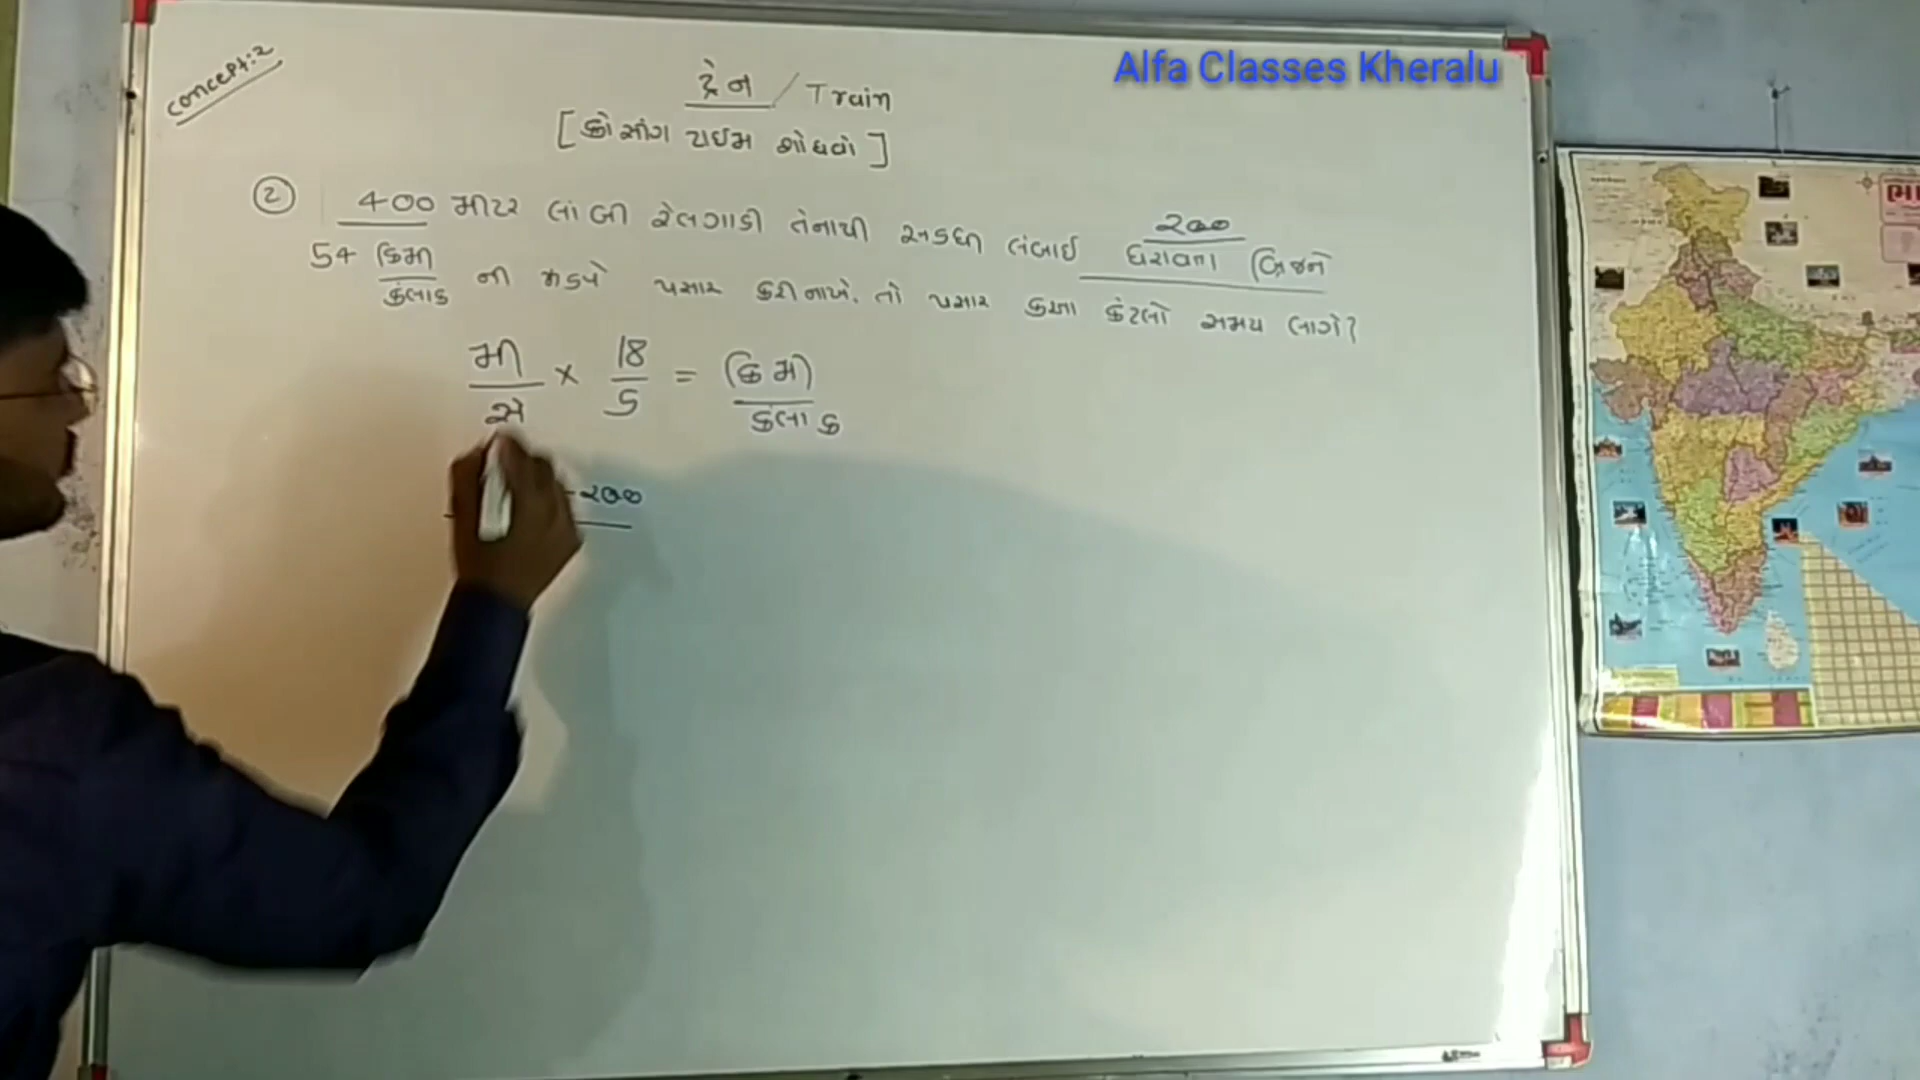 Alfa Classes Kheralu
concept:2
ટ્રેન / Train
[ક્રોસીંગ ટાઈમ શોધવો]
② 400 મીટર લાંબી રેલગાડી તેનાથી અડધી લંબાઈ ધરાવતા બ્રિજને
200
54 કિમી/કલાક ની ઝડપે પસાર કરી નાખે. તો પસાર કરતા કેટલો સમય લાગે?
મી/સે × 18/5 = કિમી/કલાક
200